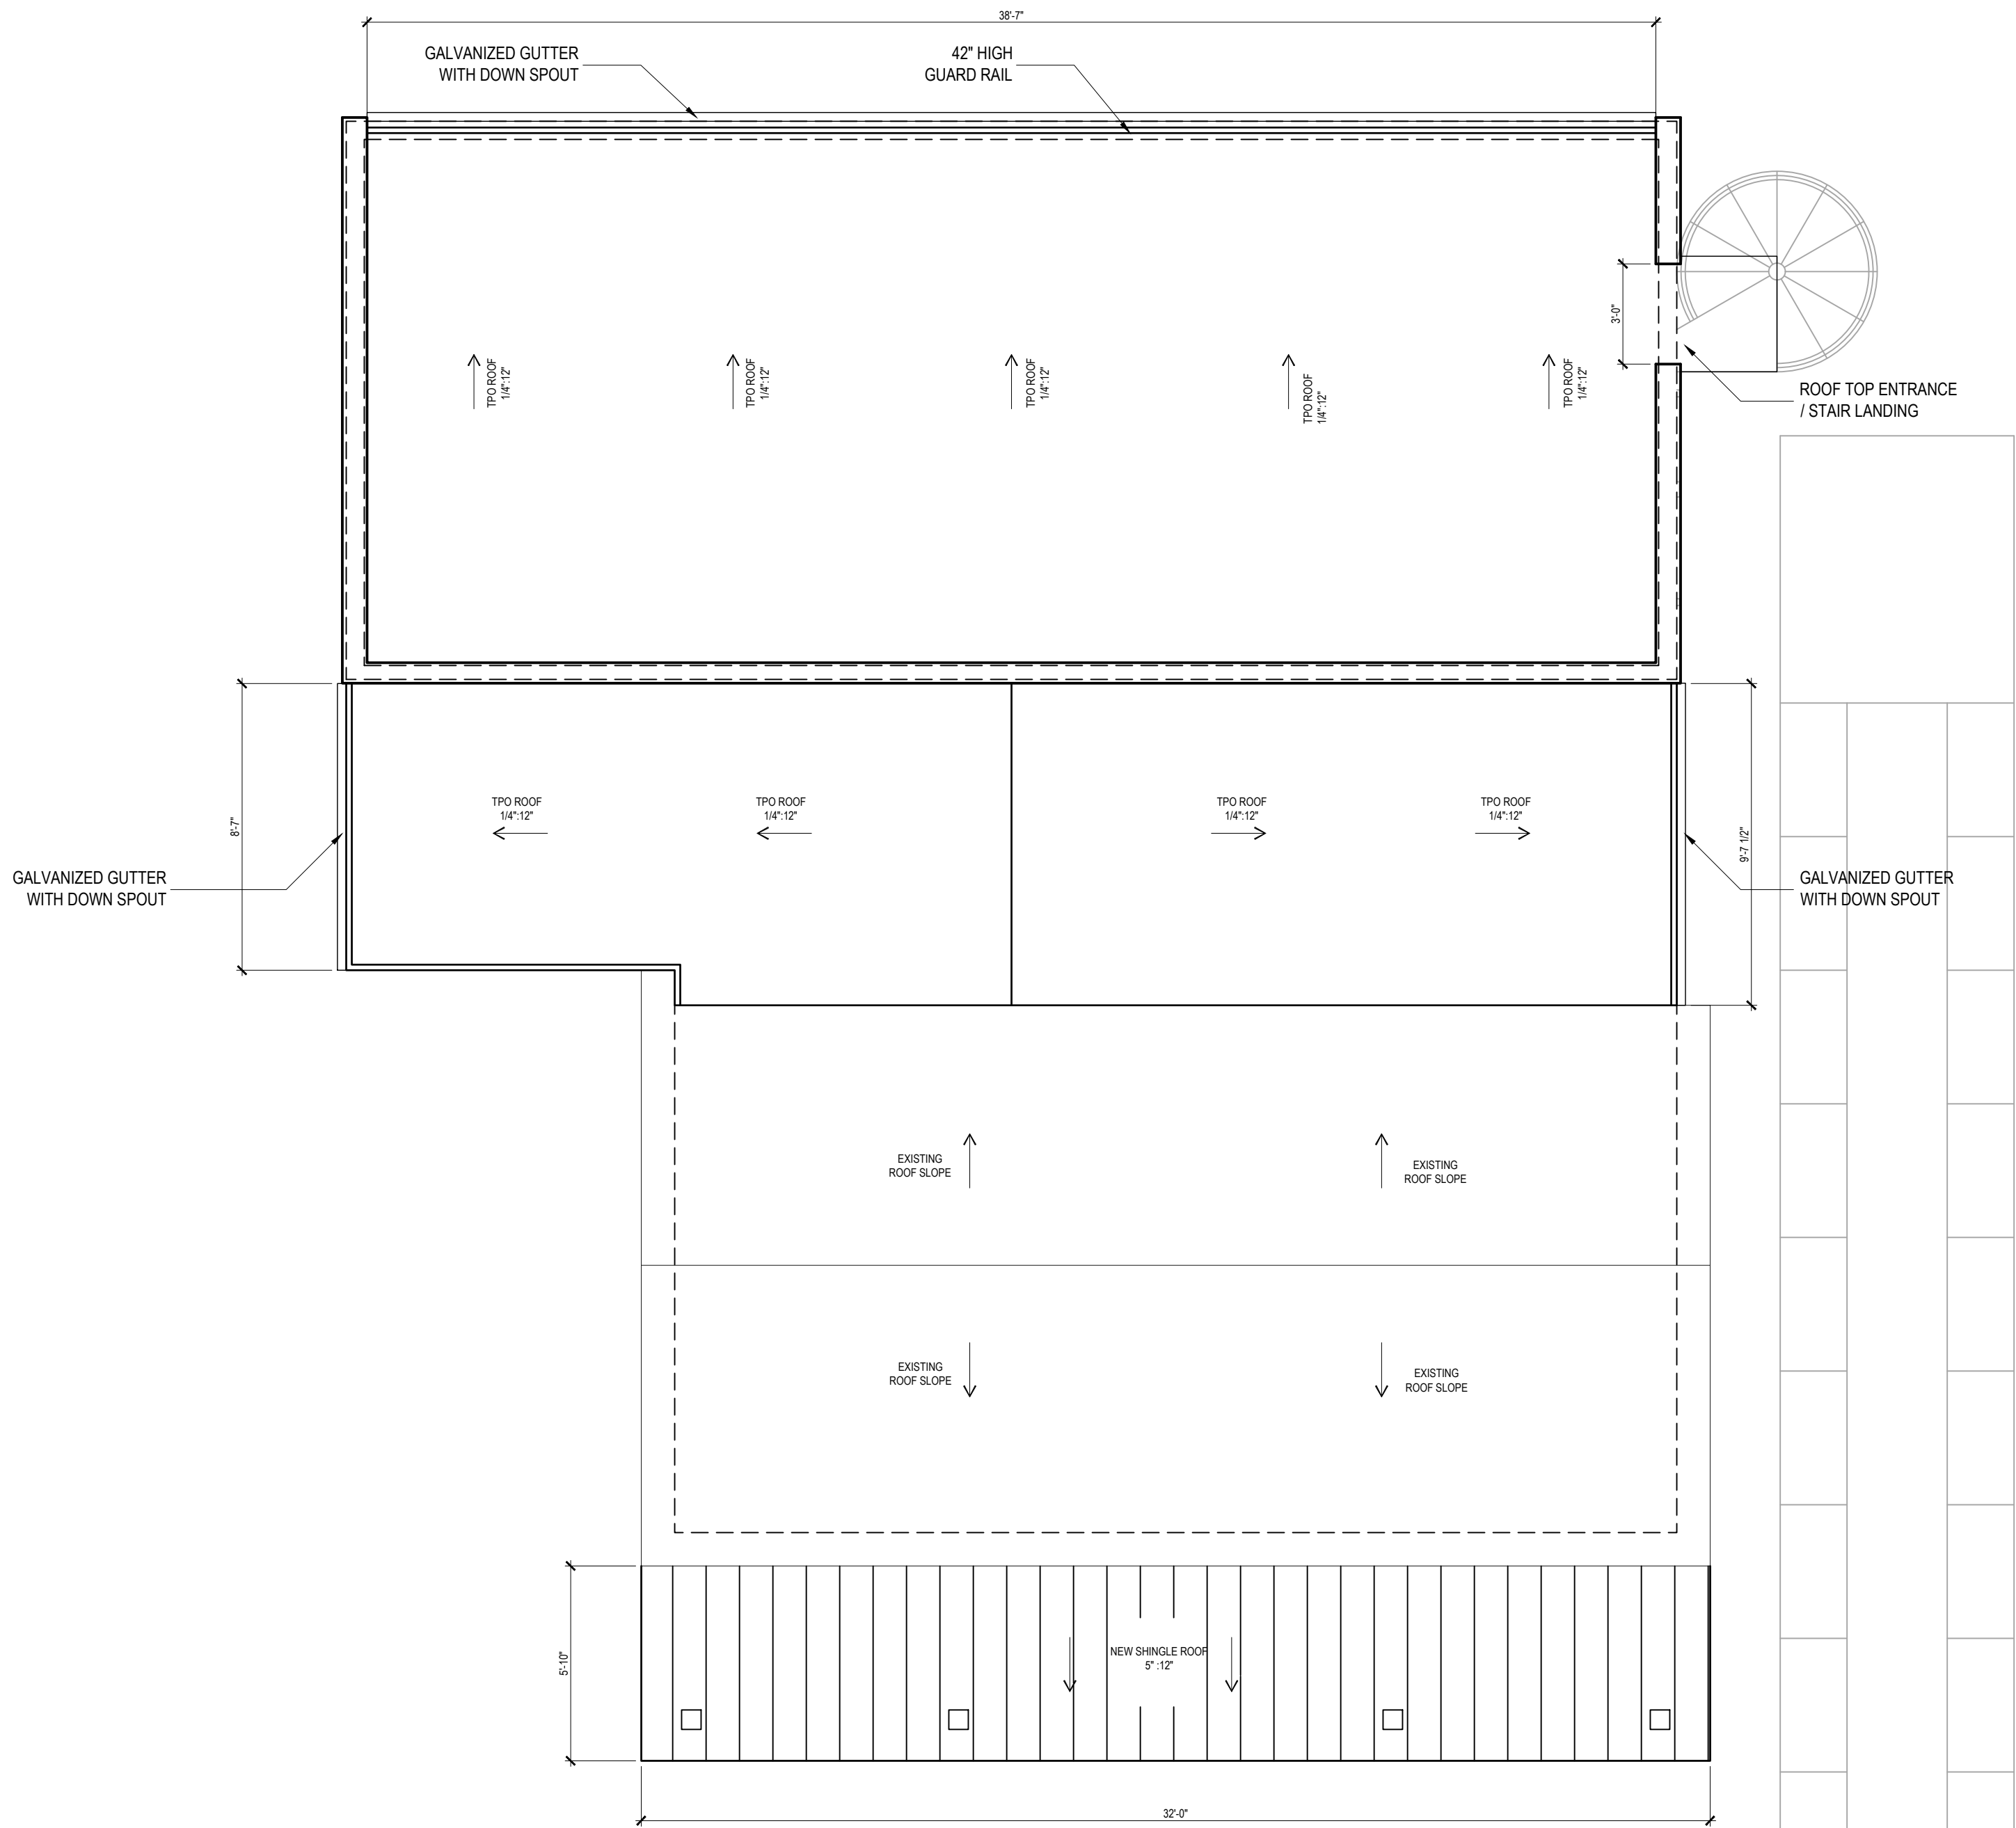 38'-7"
GALVANIZED GUTTER
WITH DOWN SPOUT
42" HIGH
GUARD RAIL
3'-0"
TPO ROOF
1/4":12"
TPO ROOF
1/4":12"
TPO ROOF
1/4":12"
TPO ROOF
1/4":12"
TPO ROOF
1/4":12"
ROOF TOP ENTRANCE
/ STAIR LANDING
8'-7"
TPO ROOF
1/4":12"
TPO ROOF
1/4":12"
TPO ROOF
1/4":12"
TPO ROOF
1/4":12"
9'-7 1/2"
GALVANIZED GUTTER
WITH DOWN SPOUT
GALVANIZED GUTTER
WITH DOWN SPOUT
EXISTING
ROOF SLOPE
EXISTING
ROOF SLOPE
EXISTING
ROOF SLOPE
EXISTING
ROOF SLOPE
5'-10"
NEW SHINGLE ROOF
5" :12"
32'-0"